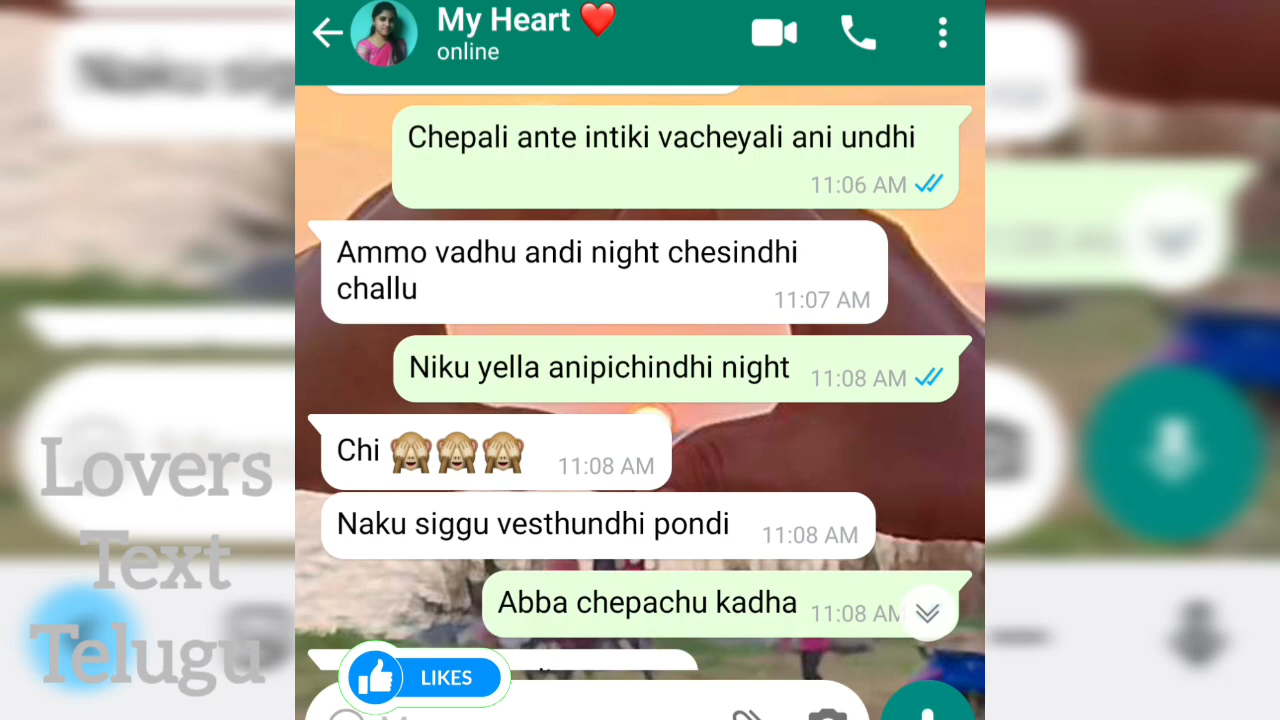 My Heart ❤️
online
Chepali ante intiki vacheyali ani undhi
11:06 AM
Ammo vadhu andi night chesindhi
challu
11:07 AM
Niku yella anipichindhi night
11:08 AM
Chi 🙈🙈🙈
11:08 AM
Naku siggu vesthundhi pondi
11:08 AM
Abba chepachu kadha
11:08 AM
Lovers
Text
Telugu
LIKES